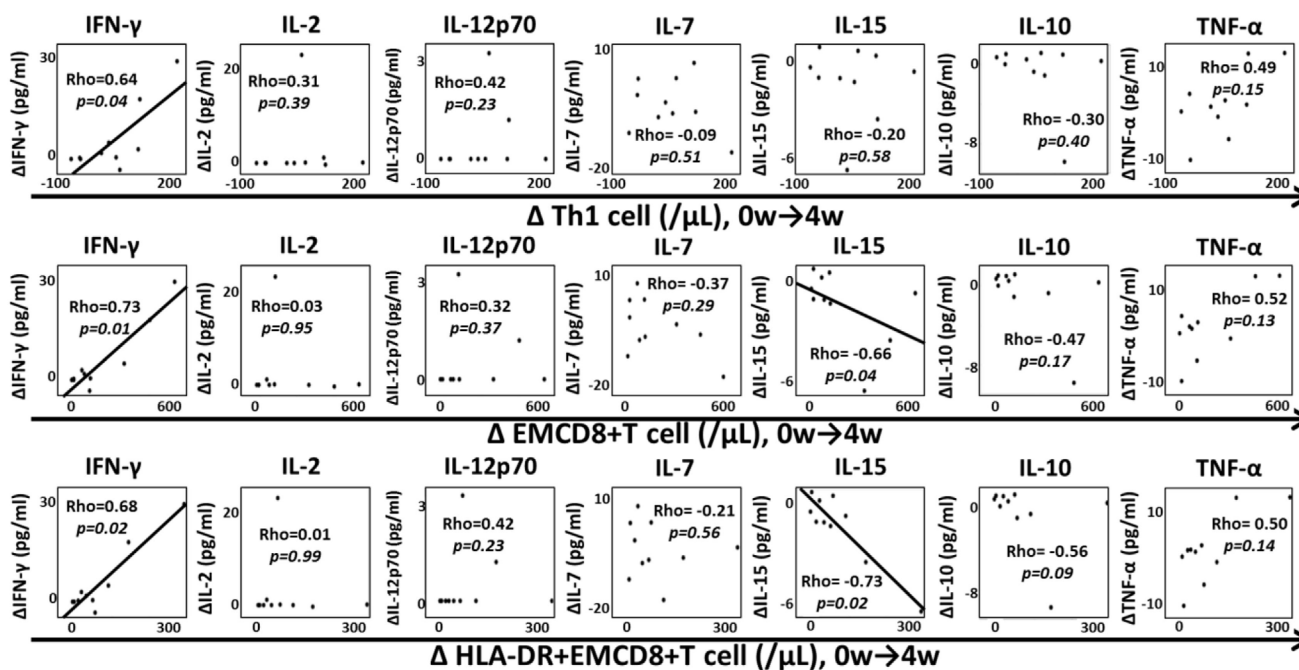 IFN-γ IL-2 IL-12p70 IL-7 IL-15 IL-10 TNF-α
ΔIFN-γ (pg/ml)
30
0
-100 200
Rho=0.64
p=0.04
ΔIL-2 (pg/ml)
20
0
-100 200
Rho=0.31
p=0.39
ΔIL-12p70 (pg/ml)
3.0
0.0
-100 200
Rho=0.42
p=0.23
ΔIL-7 (pg/ml)
10
-20
-100 200
Rho= -0.09
p=0.51
ΔIL-15 (pg/ml)
0
-6
-100 200
Rho= -0.20
p=0.58
ΔIL-10 (pg/ml)
0
-8
-100 200
Rho= -0.30
p=0.40
ΔTNF-α (pg/ml)
10
-10
-100 200
Rho= 0.49
p=0.15
Δ Th1 cell (/μL), 0w→4w
IFN-γ IL-2 IL-12p70 IL-7 IL-15 IL-10 TNF-α
ΔIFN-γ (pg/ml)
30
0
0 600
Rho=0.73
p=0.01
ΔIL-2 (pg/ml)
20
0
0 600
Rho=0.03
p=0.95
ΔIL-12p70 (pg/ml)
3.0
0.0
0 600
Rho=0.32
p=0.37
ΔIL-7 (pg/ml)
10
-20
0 600
Rho= -0.37
p=0.29
ΔIL-15 (pg/ml)
0
-6
0 600
Rho= -0.66
p=0.04
ΔIL-10 (pg/ml)
0
-8
0 600
Rho= -0.47
p=0.17
ΔTNF-α (pg/ml)
10
-10
0 600
Rho= 0.52
p=0.13
Δ EMCD8+T cell (/μL), 0w→4w
IFN-γ IL-2 IL-12p70 IL-7 IL-15 IL-10 TNF-α
ΔIFN-γ (pg/ml)
30
0
0 300
Rho=0.68
p=0.02
ΔIL-2 (pg/ml)
20
0
0 300
Rho=0.01
p=0.99
ΔIL-12p70 (pg/ml)
3.0
0.0
0 300
Rho=0.42
p=0.23
ΔIL-7 (pg/ml)
10
-20
0 300
Rho= -0.21
p=0.56
ΔIL-15 (pg/ml)
0
-6
0 300
Rho= -0.73
p=0.02
ΔIL-10 (pg/ml)
0
-8
0 300
Rho= -0.56
p=0.09
ΔTNF-α (pg/ml)
10
-10
0 300
Rho= 0.50
p=0.14
Δ HLA-DR+EMCD8+T cell (/μL), 0w→4w